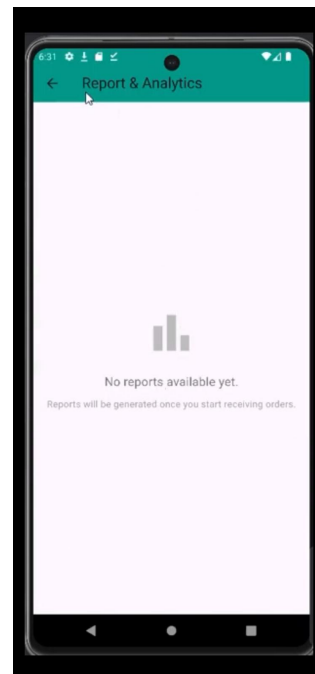 6:31
Report & Analytics
No reports available yet.
Reports will be generated once you start receiving orders.